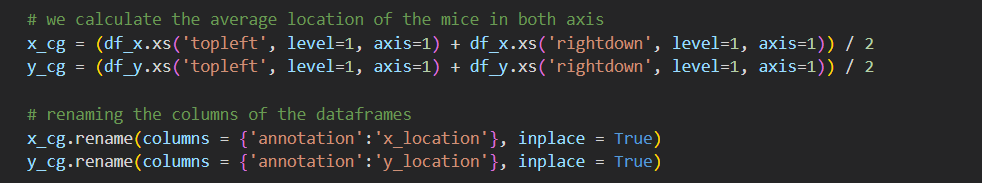 # we calculate the average location of the mice in both axis
x_cg = (df_x.xs('topleft', level=1, axis=1) + df_x.xs('rightdown', level=1, axis=1)) / 2
y_cg = (df_y.xs('topleft', level=1, axis=1) + df_y.xs('rightdown', level=1, axis=1)) / 2
# renaming the columns of the dataframes
x_cg.rename(columns = {'annotation':'x_location'}, inplace = True)
y_cg.rename(columns = {'annotation':'y_location'}, inplace = True)